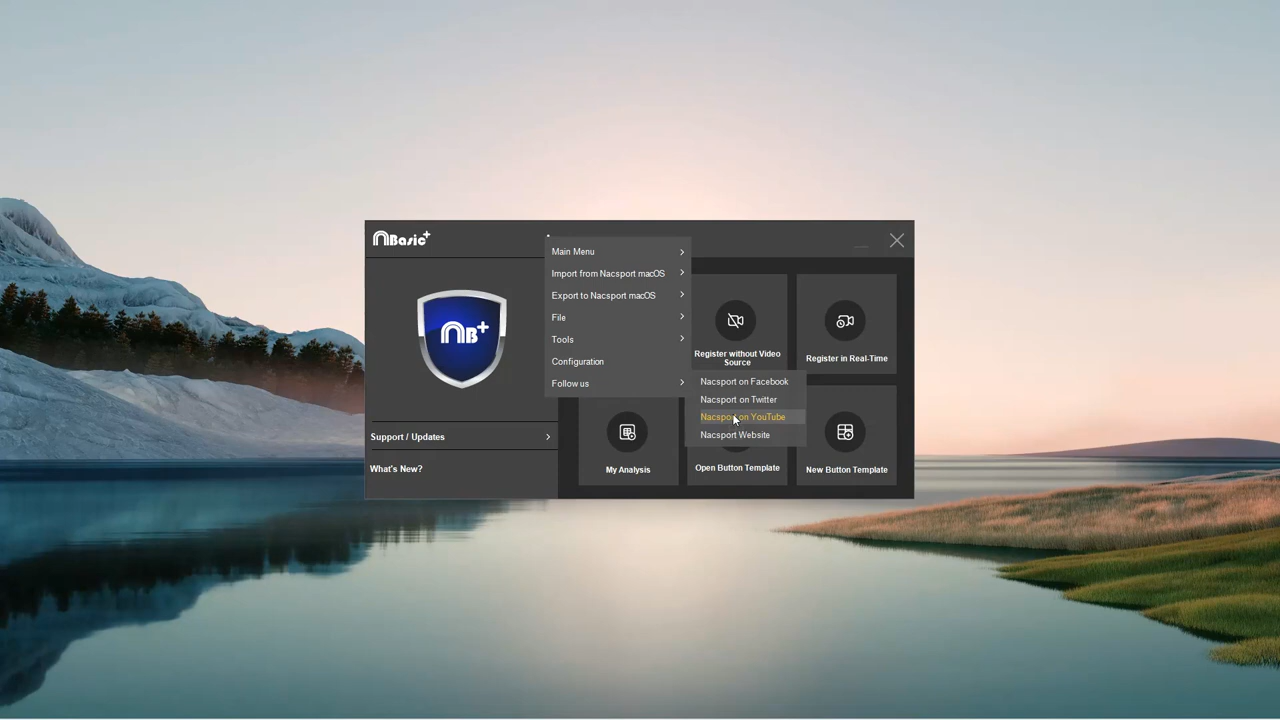 nBasic+
Main Menu
Import from Nacsport macOS
Export to Nacsport macOS
File
Tools
Configuration
Follow us
Nacsport on Facebook
Nacsport on Twitter
Nacsport on YouTube
Nacsport Website
NB+
Support / Updates
What's New?
Register without Video
Source
Register in Real-Time
My Analysis
Open Button Template
New Button Template